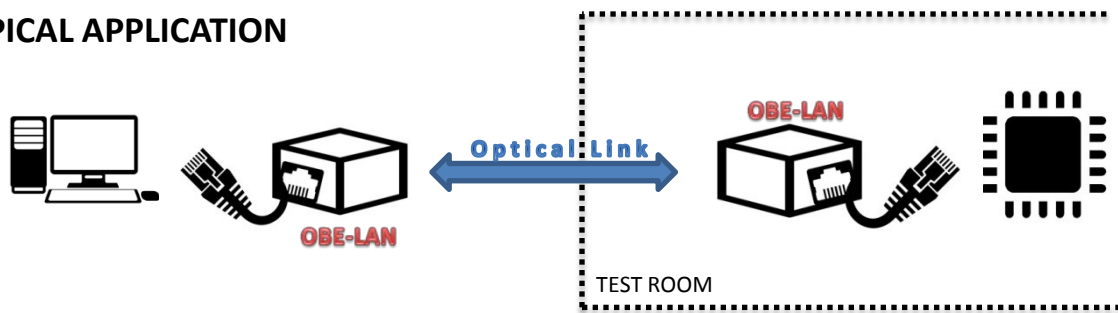 PICAL APPLICATION
OBE-LAN
Optical Link
OBE-LAN
TEST ROOM